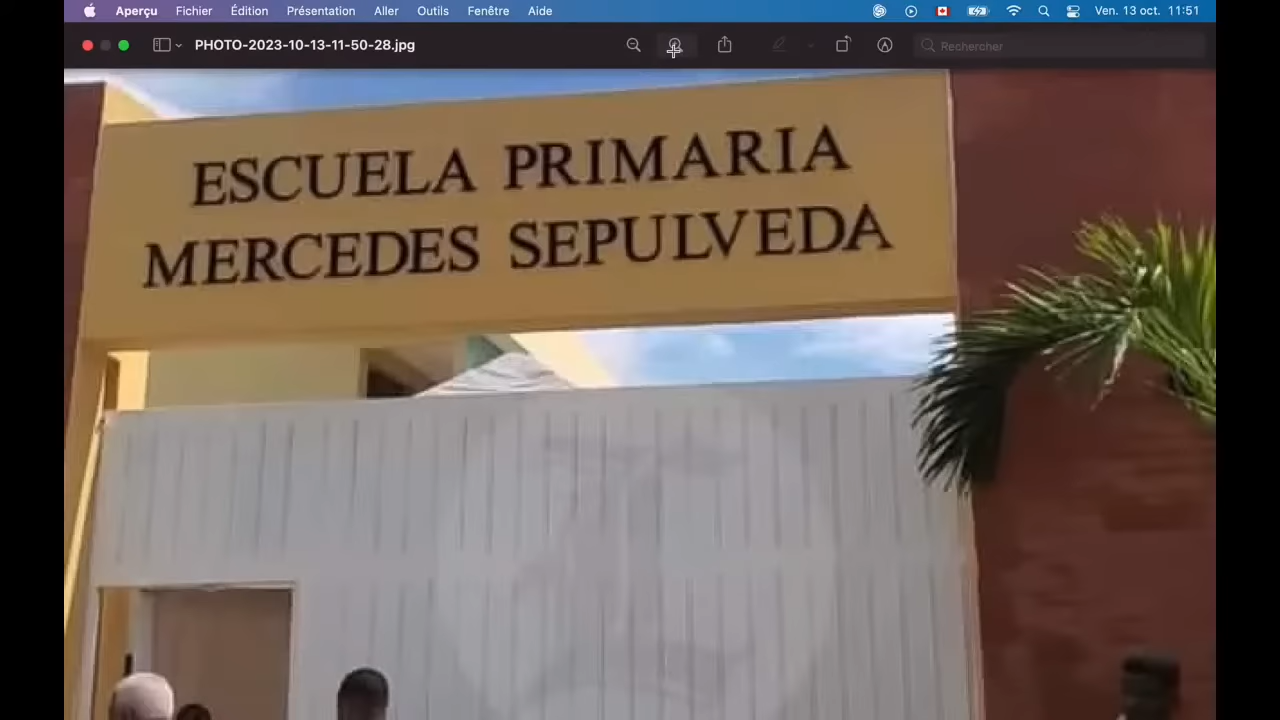 Aperçu Fichier Édition Présentation Aller Outils Fenêtre Aide Ven. 13 oct. 11:51
PHOTO-2023-10-13-11-50-28.jpg Rechercher
ESCUELA PRIMARIA
MERCEDES SEPULVEDA